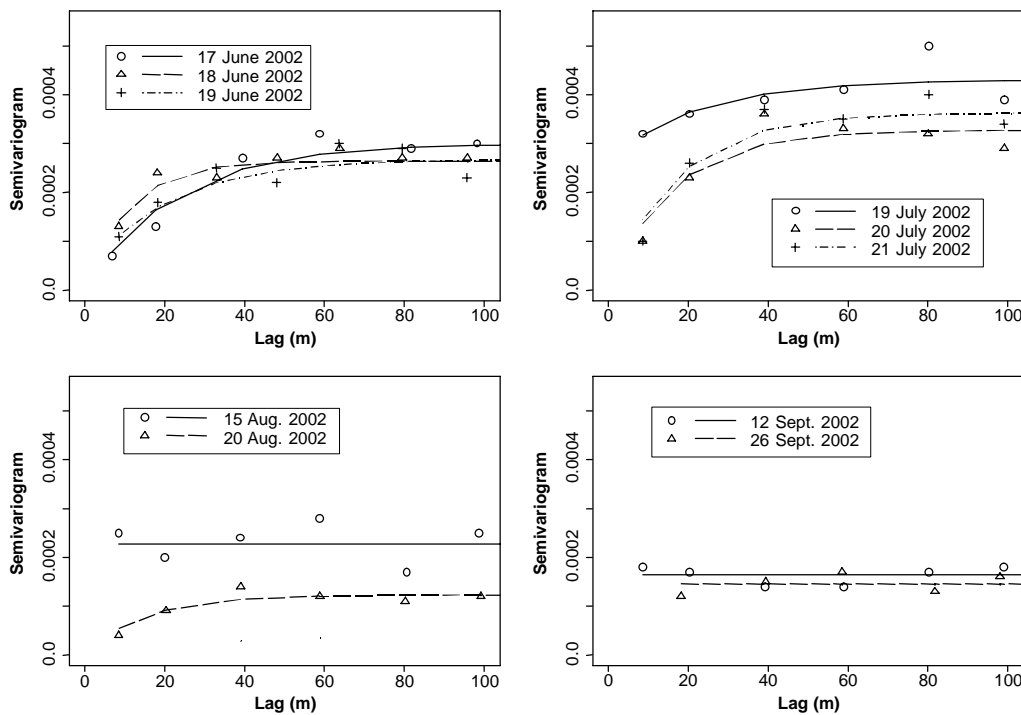 Semivariogram
0.0 0.0002 0.0004
17 June 2002
18 June 2002
19 June 2002
0 20 40 60 80 100
Lag (m)
Semivariogram
0.0 0.0002 0.0004
19 July 2002
20 July 2002
21 July 2002
0 20 40 60 80 100
Lag (m)
Semivariogram
0.0 0.0002 0.0004
15 Aug. 2002
20 Aug. 2002
0 20 40 60 80 100
Lag (m)
Semivariogram
0.0 0.0002 0.0004
12 Sept. 2002
26 Sept. 2002
0 20 40 60 80 100
Lag (m)